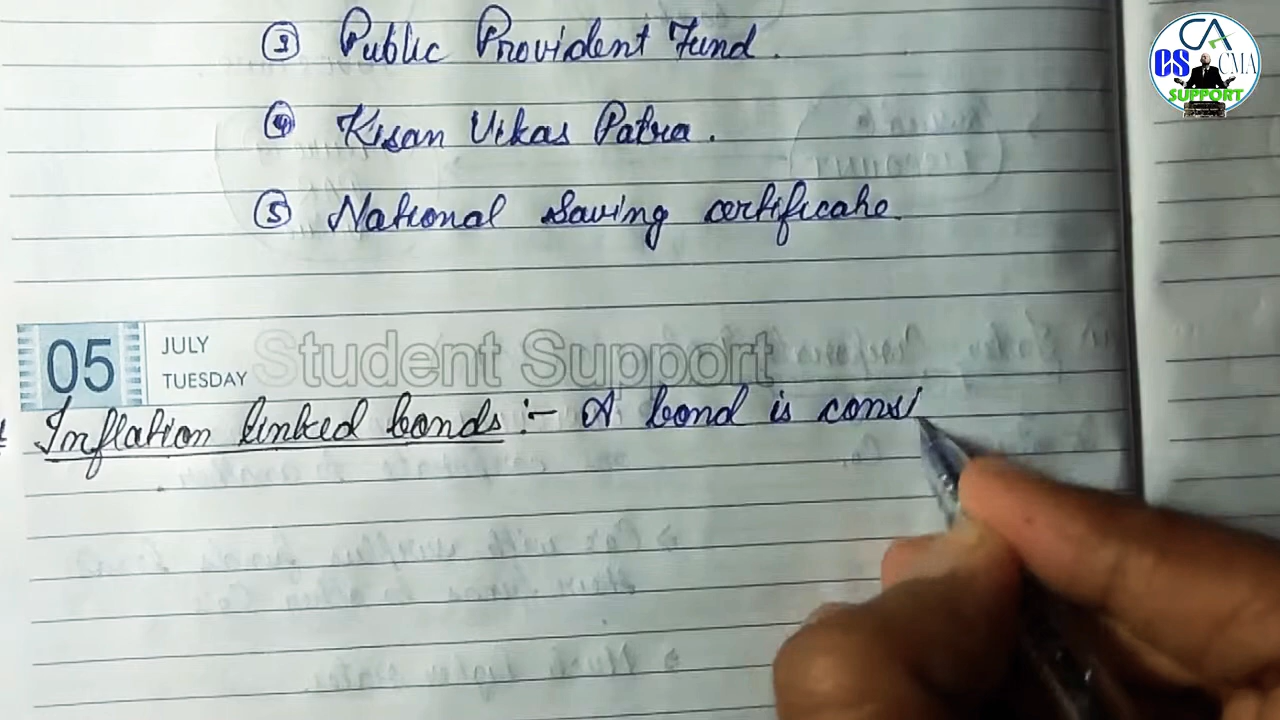 CA
CS CMA
SUPPORT
③ Public Provident Fund.
④ Kisan Vikas Patra.
⑤ National Saving certificate.
05 JULY
TUESDAY
Student Support
Inflation linked bonds :- A bond is consi